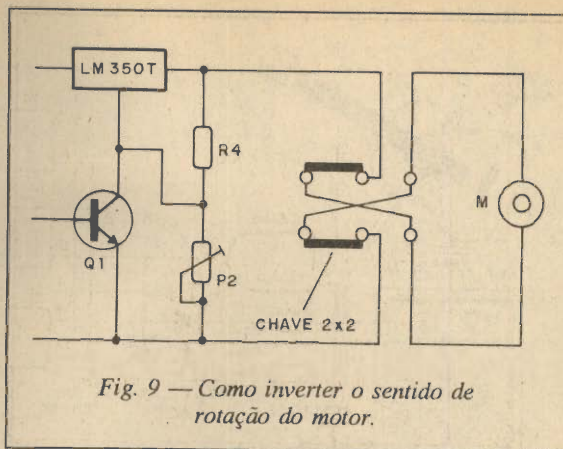 LM 350T
R4
Q1
P2
M
CHAVE 2x2
Fig. 9 — Como inverter o sentido de
rotação do motor.